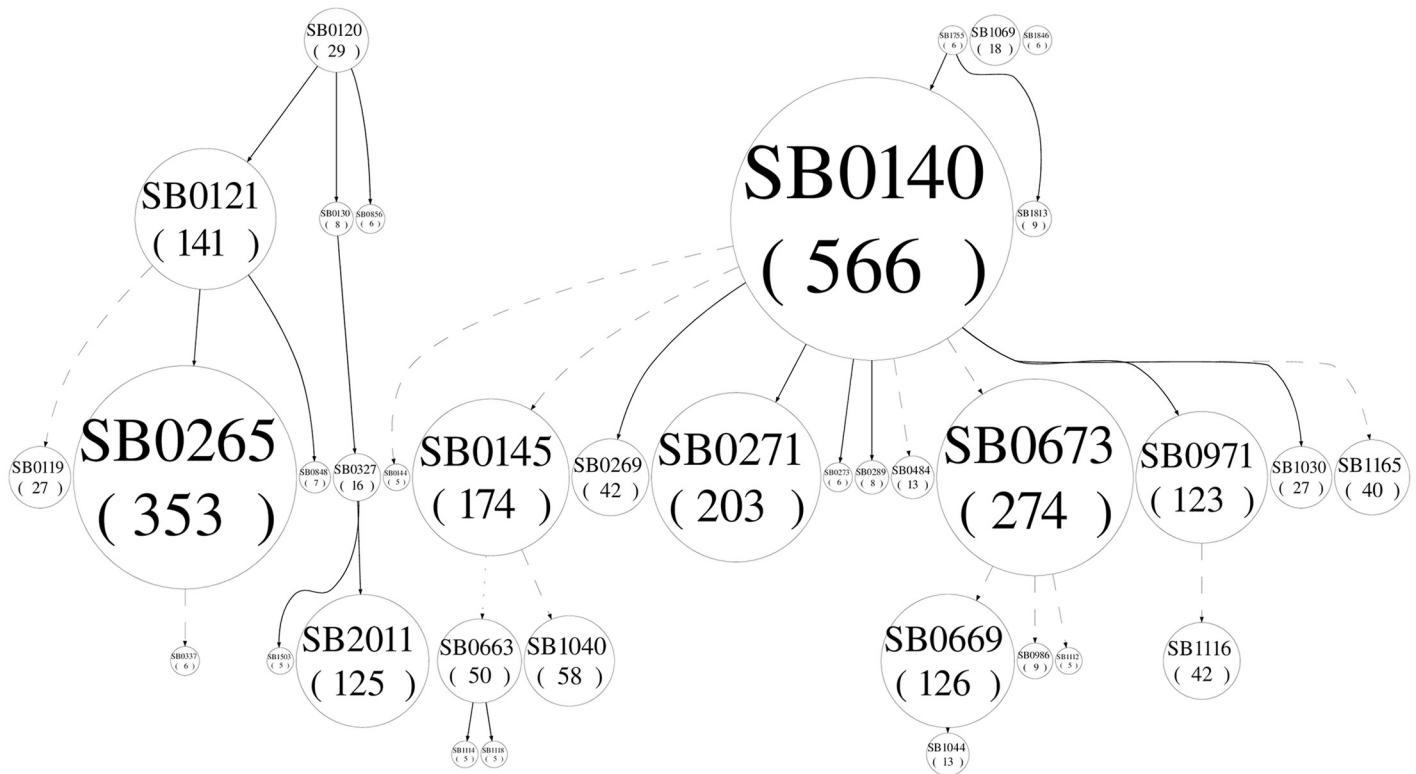 SB0120
( 29 )
SB1755
( 6 )
SB1069
( 18 )
SB1846
( 6 )
SB0121
( 141 )
SB0130
( 8 )
SB0856
( 6 )
SB0140
( 566 )
SB1813
( 9 )
SB0119
( 27 )
SB0265
( 353 )
SB0848
( 7 )
SB0327
( 16 )
SB0144
( 5 )
SB0145
( 174 )
SB0269
( 42 )
SB0271
( 203 )
SB0273
( 6 )
SB0289
( 8 )
SB0484
( 13 )
SB0673
( 274 )
SB0971
( 123 )
SB1030
( 27 )
SB1165
( 40 )
SB0337
( 6 )
SB1503
( 5 )
SB2011
( 125 )
SB0663
( 50 )
SB1040
( 58 )
SB0669
( 126 )
SB0986
( 9 )
SB1112
( 5 )
SB1116
( 42 )
SB1114
( 5 )
SB1118
( 5 )
SB1044
( 13 )